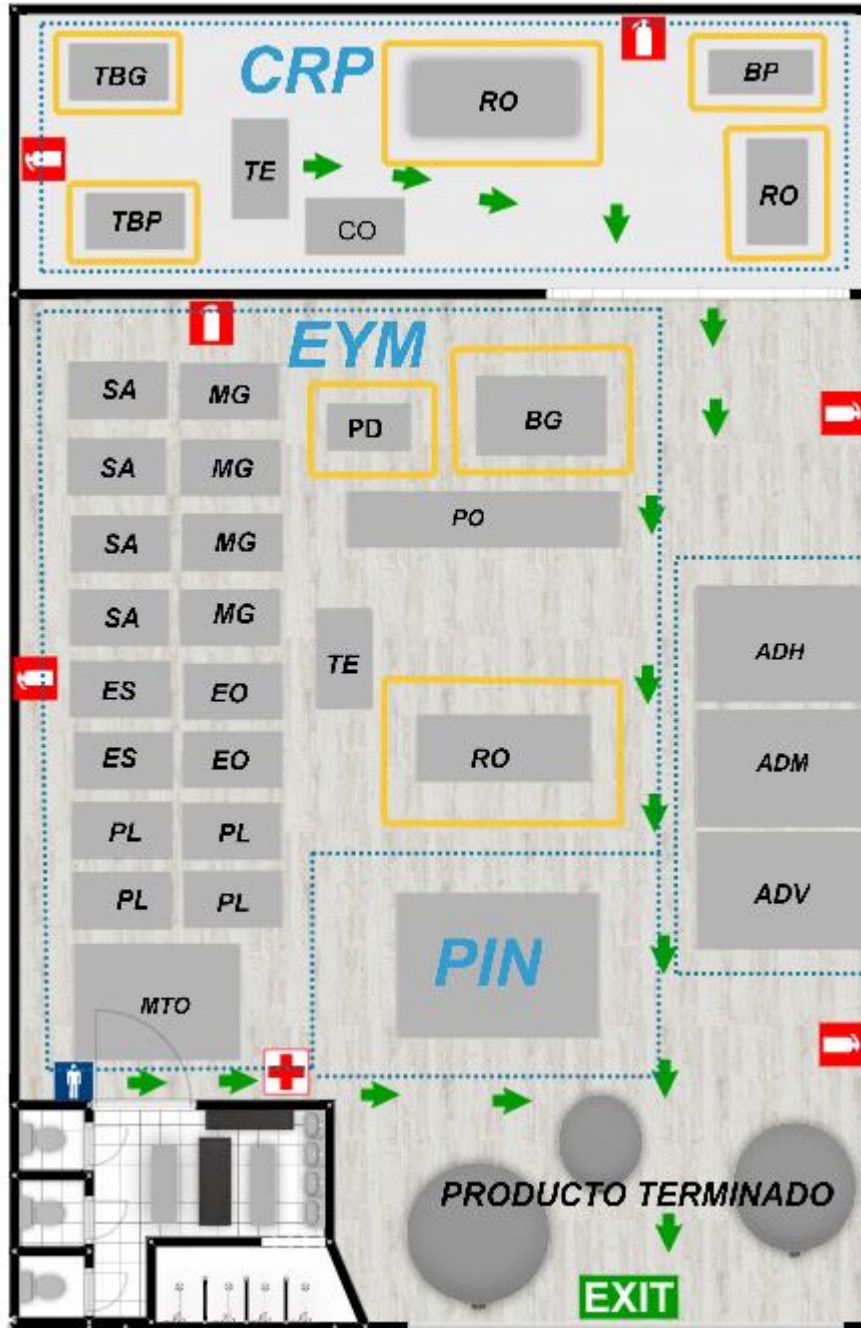 CRP
TBG
RO
BP
TE
RO
TBP
CO
EYM
SA
MG
PD
BG
SA
MG
PO
SA
MG
SA
MG
TE
ADH
ES
EO
RO
ADM
ES
EO
PL
PL
PL
PL
ADV
PIN
MTO
PRODUCTO TERMINADO
EXIT